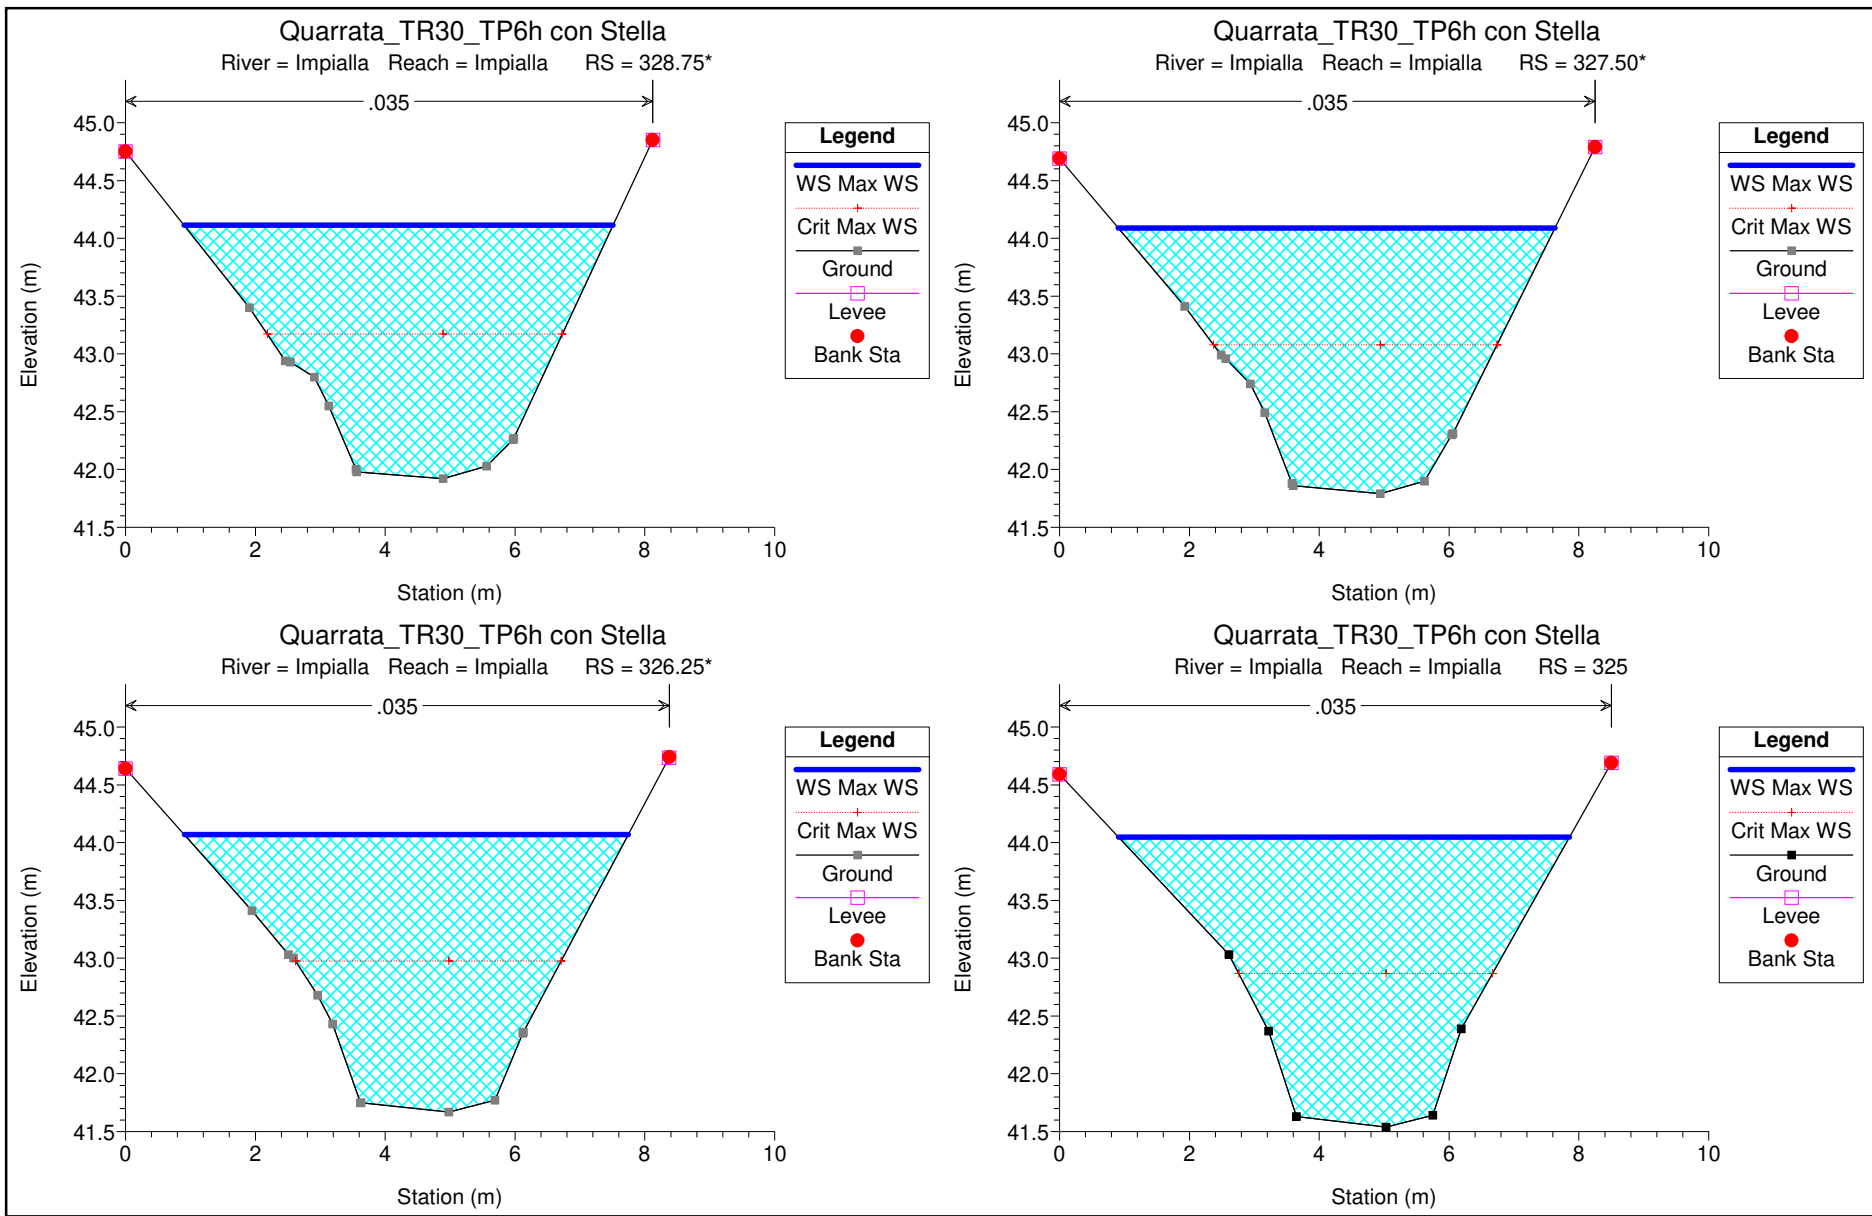 Quarrata_TR30_TP6h con Stella
River = Impialla Reach = Impialla RS = 328.75*
.035
45.0
44.5
44.0
43.5
43.0
42.5
42.0
41.5
0 2 4 6 8 10
Elevation (m)
Station (m)
Legend
WS Max WS
Crit Max WS
Ground
Levee
Bank Sta
Quarrata_TR30_TP6h con Stella
River = Impialla Reach = Impialla RS = 327.50*
.035
45.0
44.5
44.0
43.5
43.0
42.5
42.0
41.5
0 2 4 6 8 10
Elevation (m)
Station (m)
Legend
WS Max WS
Crit Max WS
Ground
Levee
Bank Sta
Quarrata_TR30_TP6h con Stella
River = Impialla Reach = Impialla RS = 326.25*
.035
45.0
44.5
44.0
43.5
43.0
42.5
42.0
41.5
0 2 4 6 8 10
Elevation (m)
Station (m)
Legend
WS Max WS
Crit Max WS
Ground
Levee
Bank Sta
Quarrata_TR30_TP6h con Stella
River = Impialla Reach = Impialla RS = 325
.035
45.0
44.5
44.0
43.5
43.0
42.5
42.0
41.5
0 2 4 6 8 10
Elevation (m)
Station (m)
Legend
WS Max WS
Crit Max WS
Ground
Levee
Bank Sta